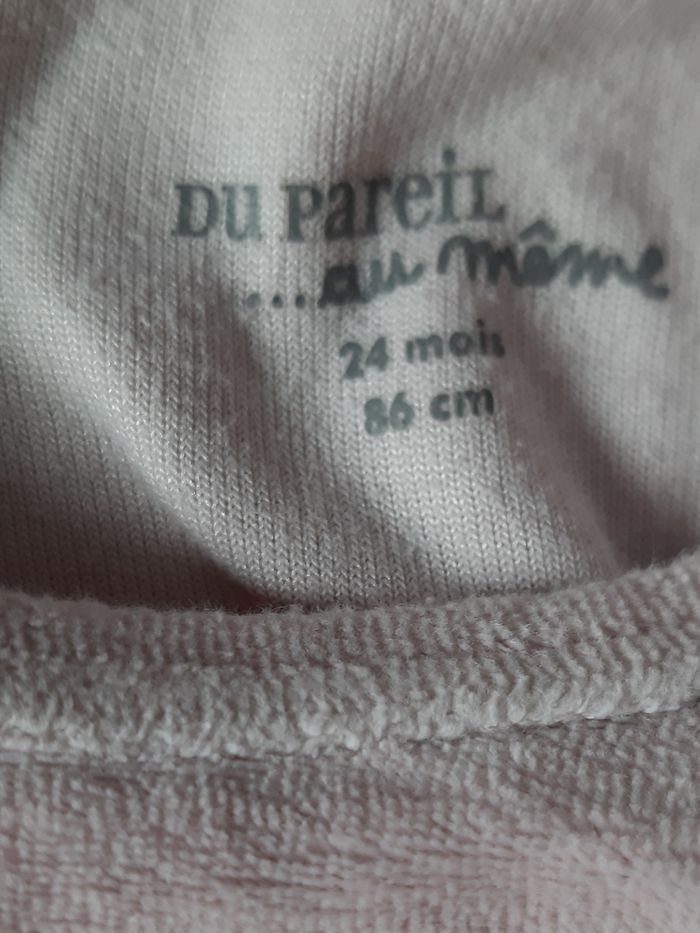 DU PAREIL
...au même
24 mois
86 cm